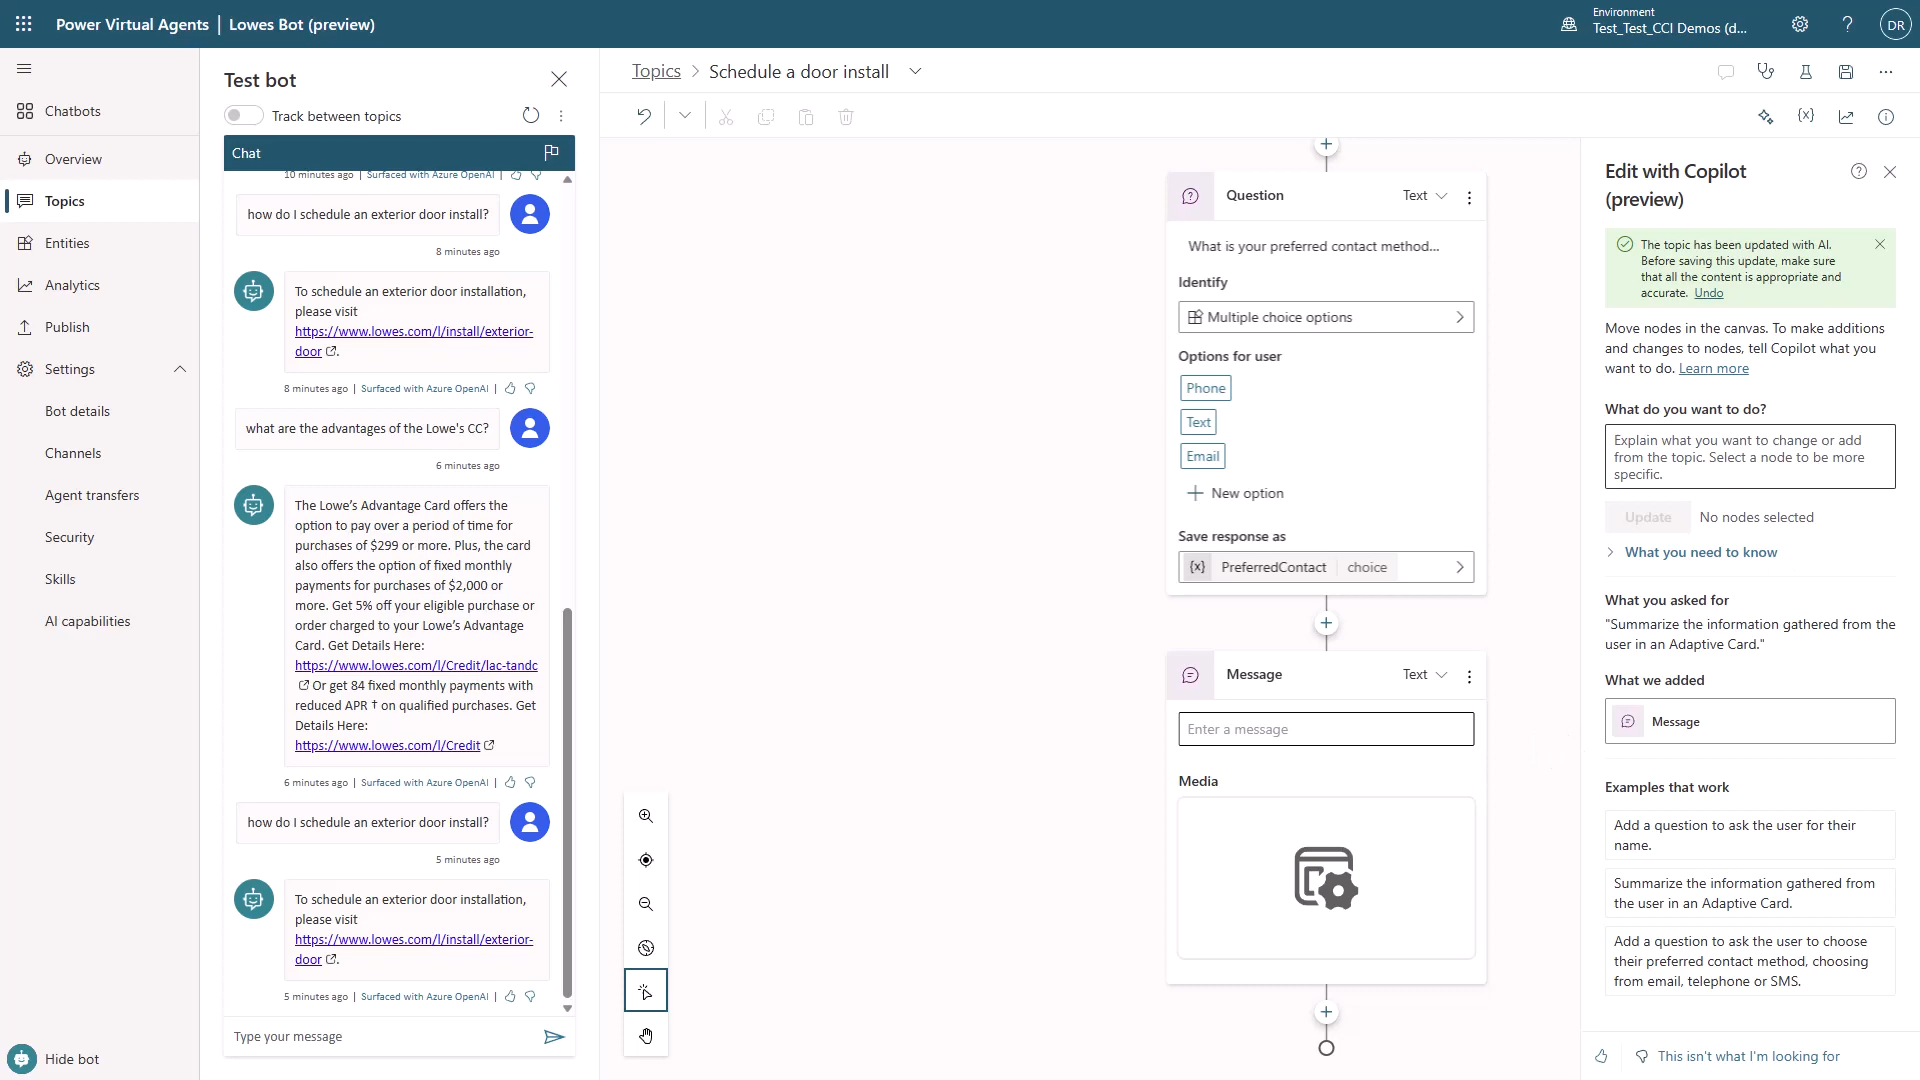 Power Virtual Agents | Lowes Bot (preview)
Environment
Test_Test_CCI Demos (d...
DR
Chatbots
Overview
Topics
Entities
Analytics
Publish
Settings
Bot details
Channels
Agent transfers
Security
Skills
AI capabilities
Hide bot
Test bot
Track between topics
Chat
10 minutes ago | Surfaced with Azure OpenAI |
how do I schedule an exterior door install?
8 minutes ago
To schedule an exterior door installation,
please visit
https://www.lowes.com/l/install/exterior-
door .
8 minutes ago | Surfaced with Azure OpenAI |
what are the advantages of the Lowe's CC?
6 minutes ago
The Lowe’s Advantage Card offers the
option to pay over a period of time for
purchases of $299 or more. Plus, the card
also offers the option of fixed monthly
payments for purchases of $2,000 or
more. Get 5% off your eligible purchase or
order charged to your Lowe’s Advantage
Card. Get Details Here:
https://www.lowes.com/l/Credit/lac-tandc
Or get 84 fixed monthly payments with
reduced APR † on qualified purchases. Get
Details Here:
https://www.lowes.com/l/Credit
6 minutes ago | Surfaced with Azure OpenAI |
how do I schedule an exterior door install?
5 minutes ago
To schedule an exterior door installation,
please visit
https://www.lowes.com/l/install/exterior-
door .
5 minutes ago | Surfaced with Azure OpenAI |
Type your message
Topics > Schedule a door install
Question
Text
What is your preferred contact method...
Identify
Multiple choice options
Options for user
Phone
Text
Email
New option
Save response as
{x} PreferredContact choice
Message
Text
Enter a message
Media
Edit with Copilot
(preview)
The topic has been updated with AI.
Before saving this update, make sure
that all the content is appropriate and
accurate. Undo
Move nodes in the canvas. To make additions
and changes to nodes, tell Copilot what you
want to do. Learn more
What do you want to do?
Explain what you want to change or add
from the topic. Select a node to be more
specific.
Update
No nodes selected
What you need to know
What you asked for
"Summarize the information gathered from the
user in an Adaptive Card."
What we added
Message
Examples that work
Add a question to ask the user for their
name.
Summarize the information gathered from
the user in an Adaptive Card.
Add a question to ask the user to choose
their preferred contact method, choosing
from email, telephone or SMS.
This isn't what I'm looking for